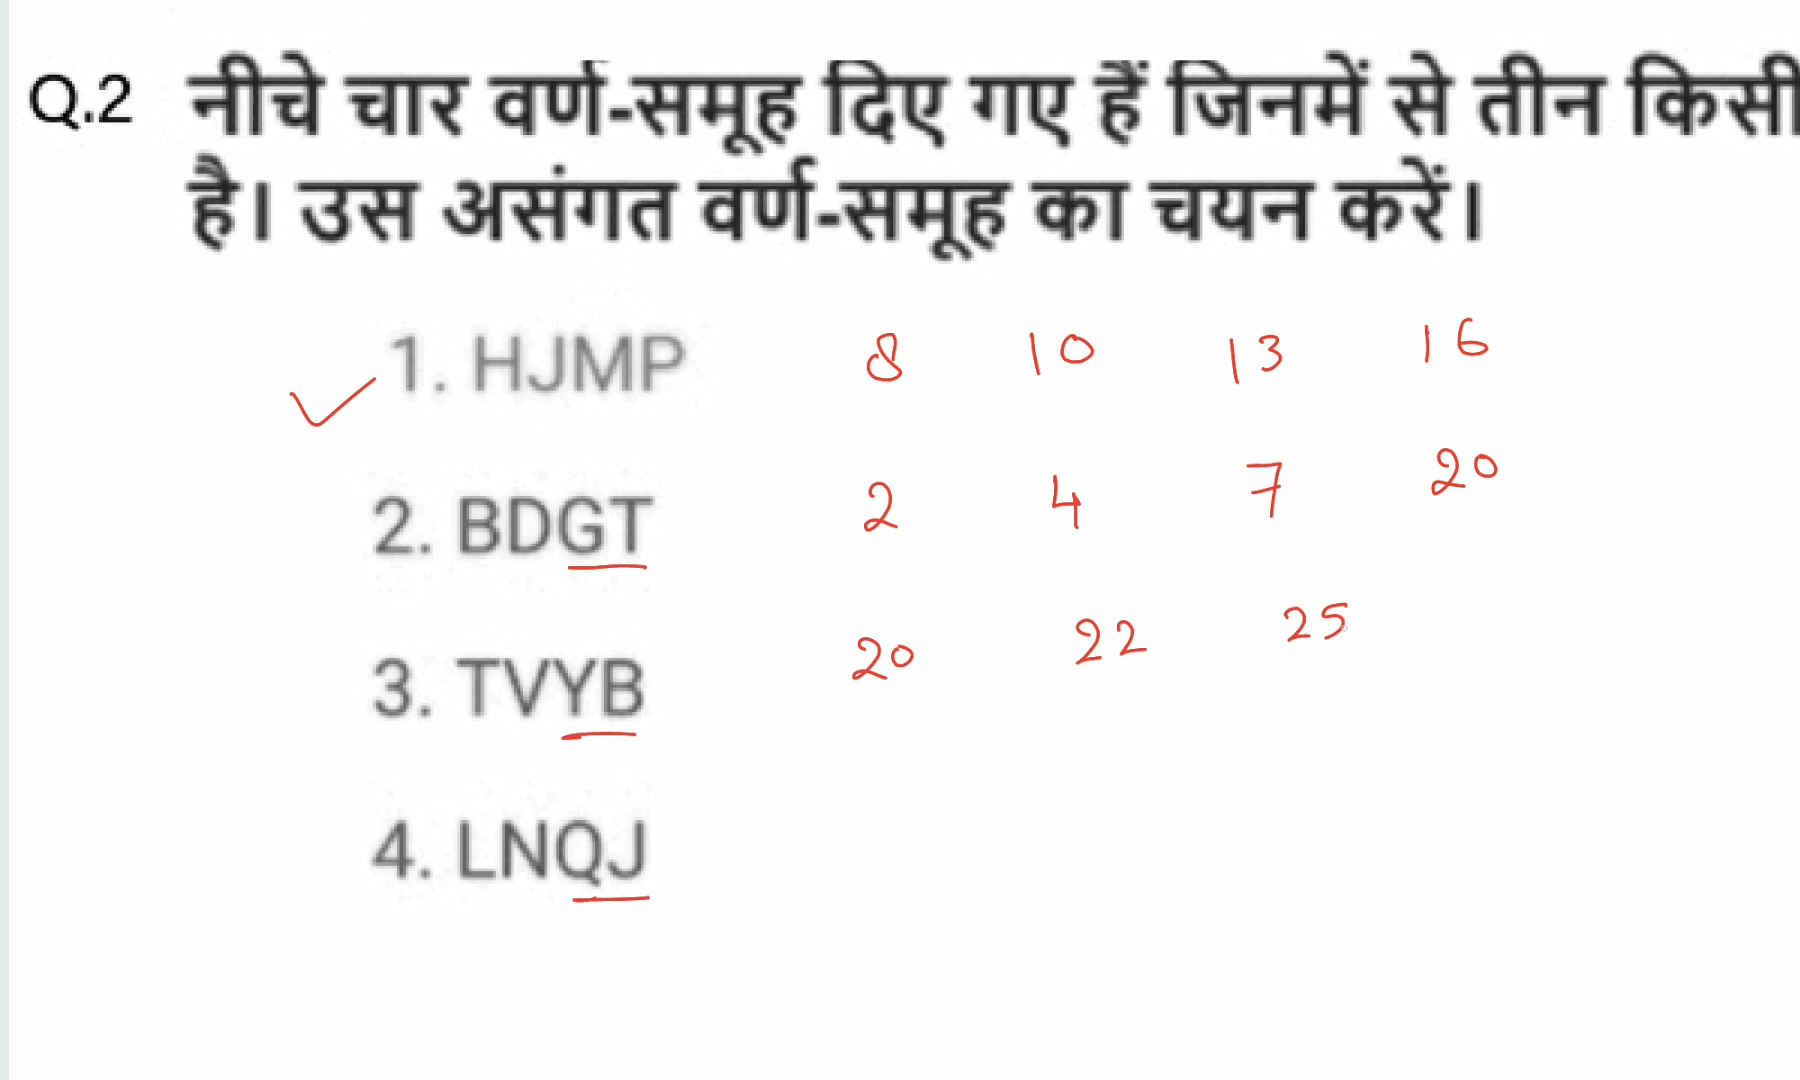 Q.2 नीचे चार वर्ण-समूह दिए गए हैं जिनमें से तीन किसी
है। उस असंगत वर्ण-समूह का चयन करें।
1. HJMP 8 10 13 16
2. BDGT 2 4 7 20
3. TVYB 20 22 25
4. LNQJ